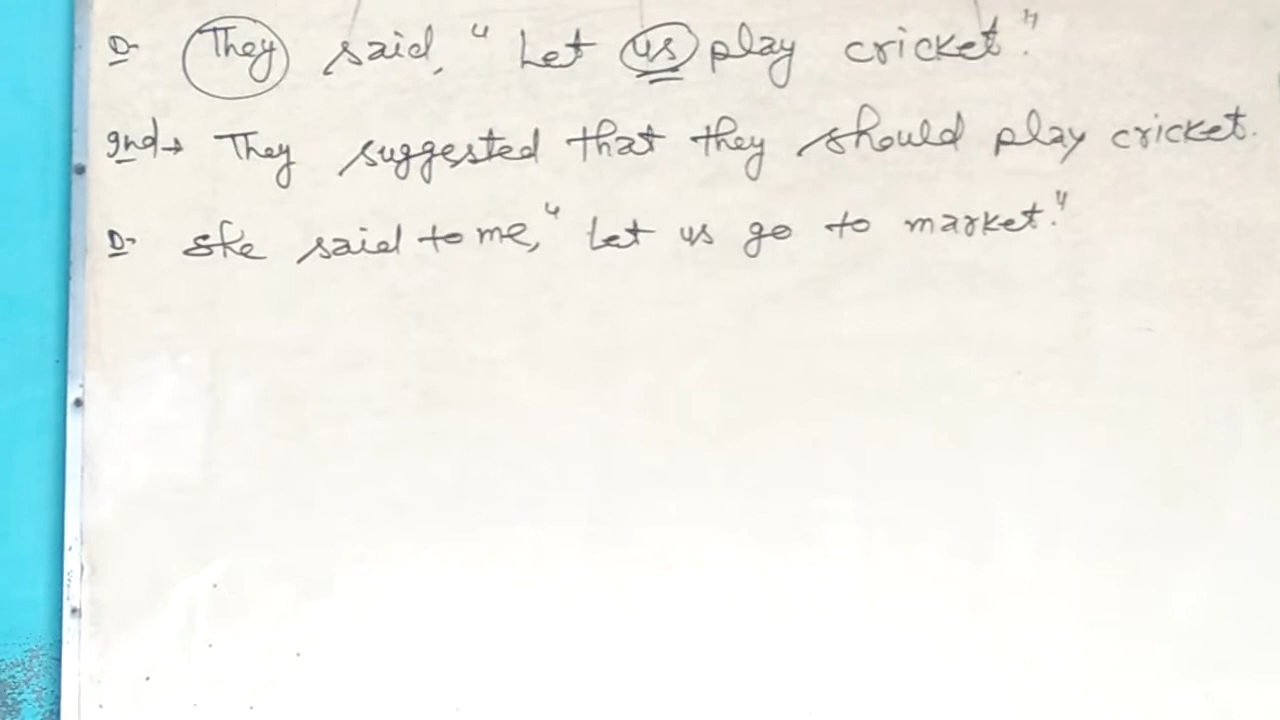 D- They said, "Let us play cricket."
Ind→ They suggested that they should play cricket.
D- She said to me, "Let us go to market."